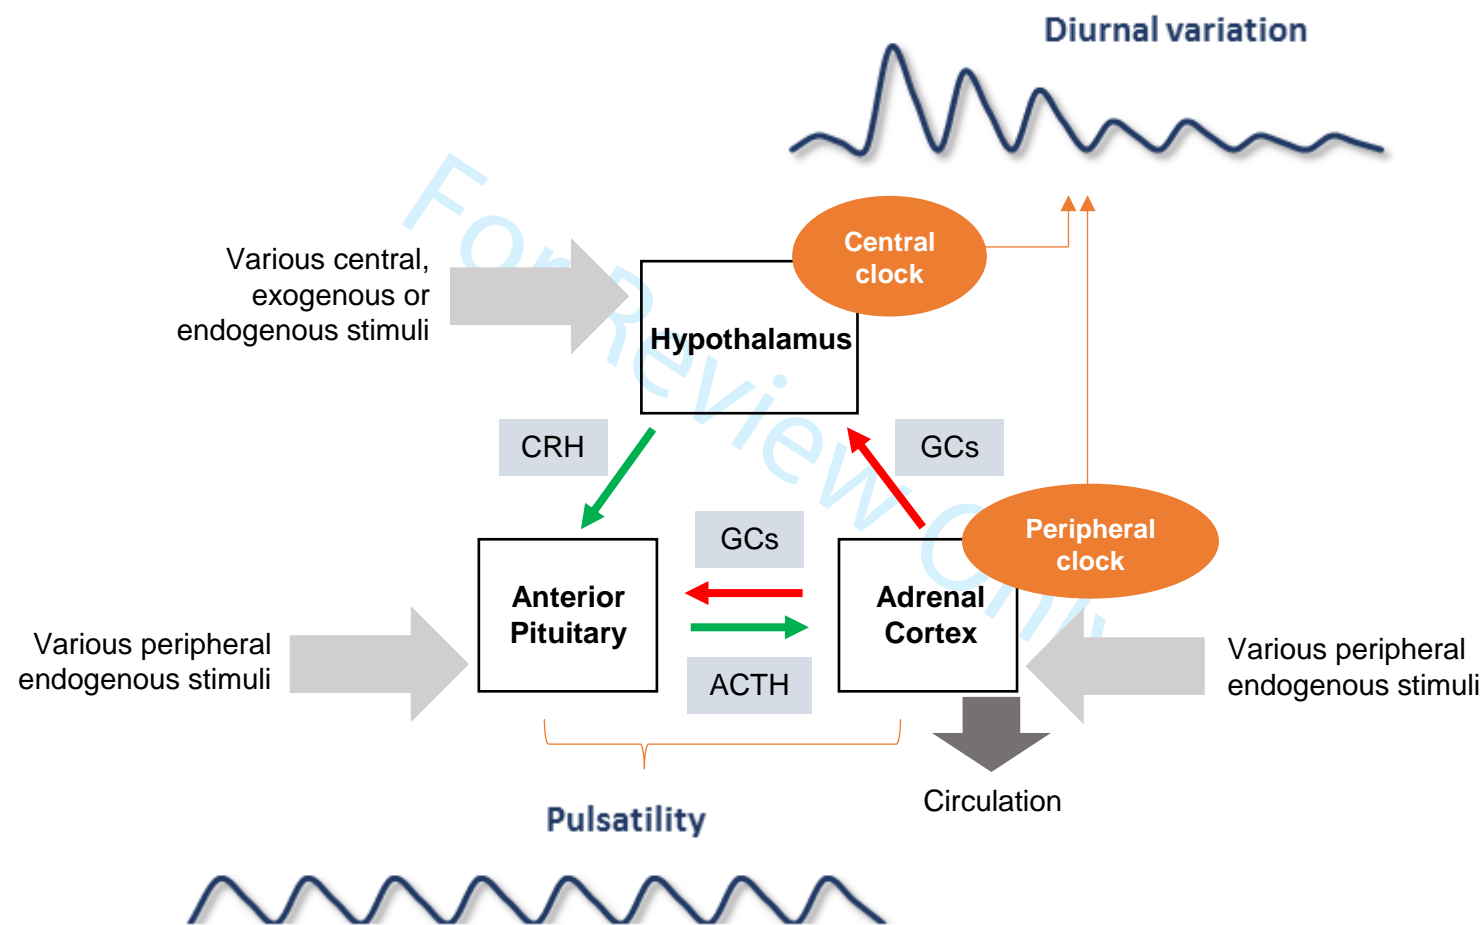 Diurnal variation
Central
clock
Various central,
exogenous or
endogenous stimuli
Hypothalamus
CRH
GCs
Peripheral
clock
GCs
Anterior
Pituitary
Adrenal
Cortex
Various peripheral
endogenous stimuli
ACTH
Various peripheral
endogenous stimuli
Circulation
Pulsatility
For Review Only